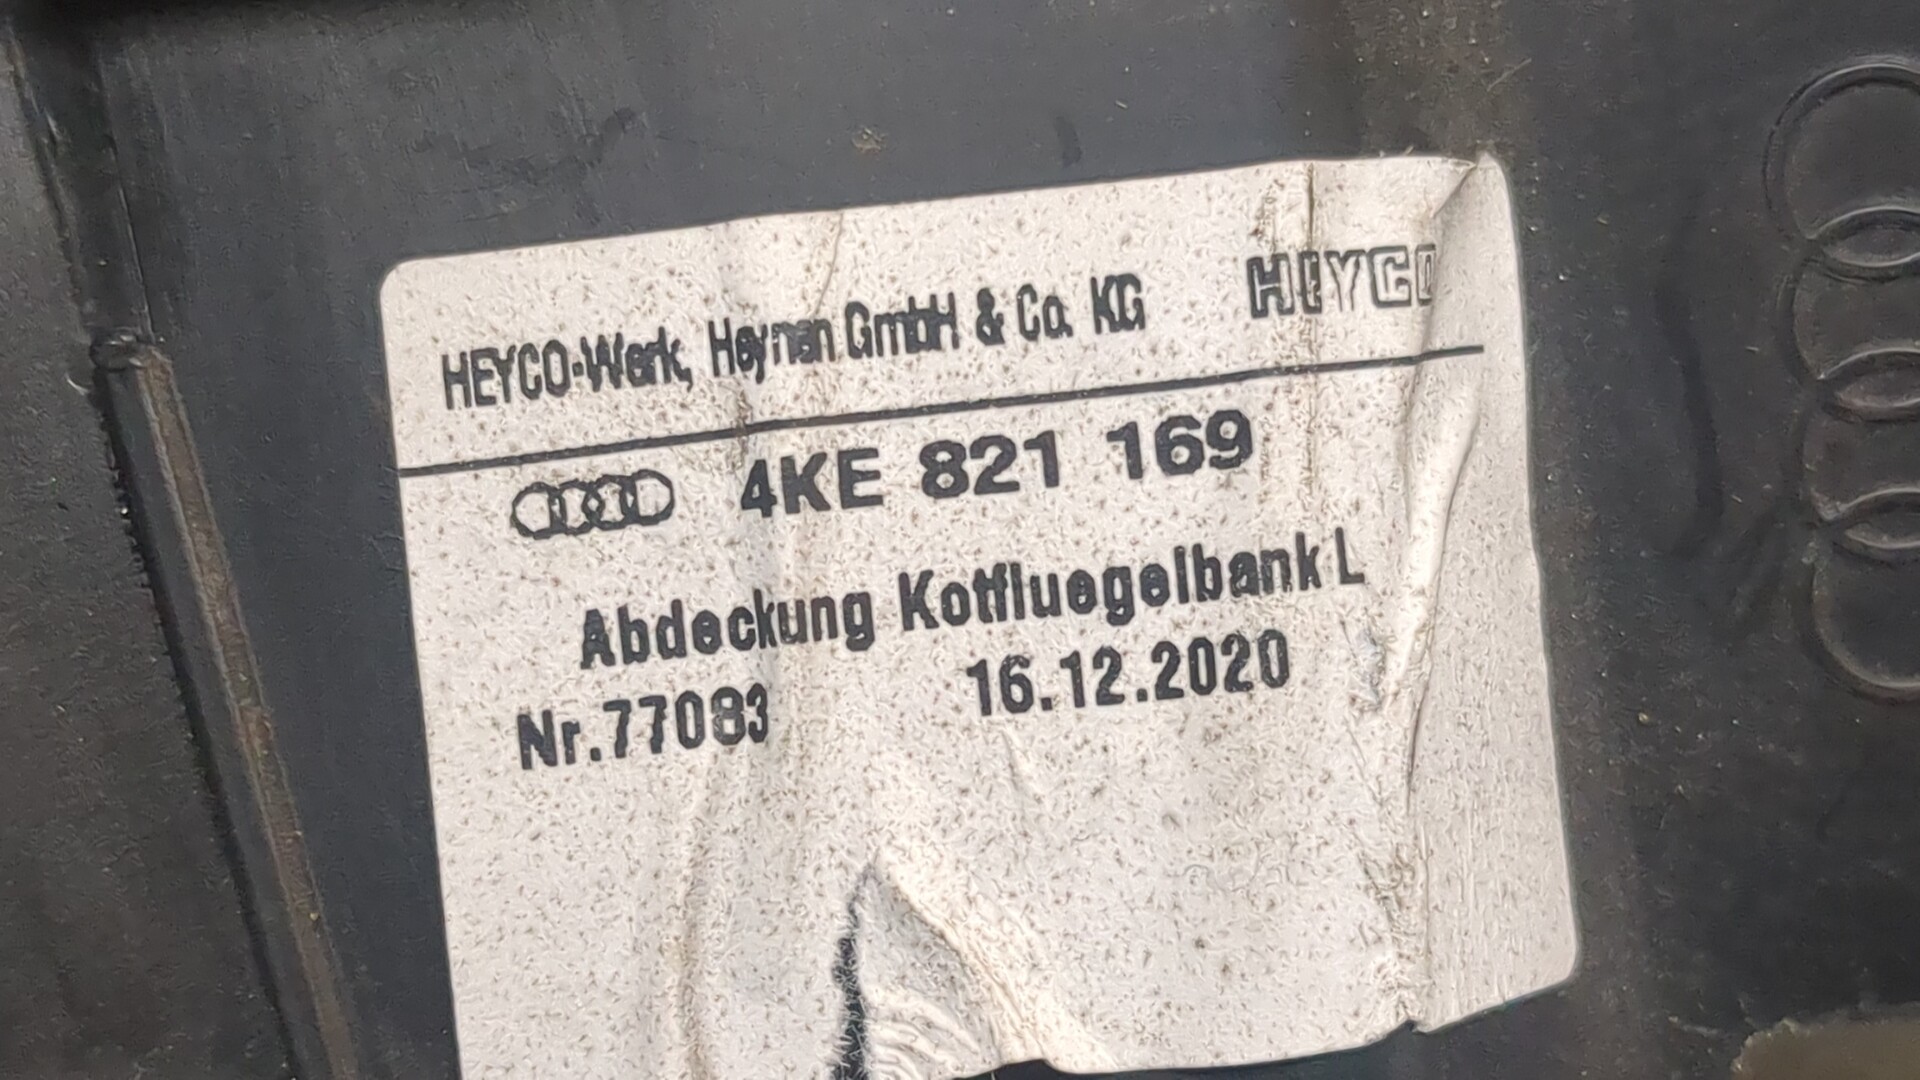 HEYCO-Werk, Heynen GmbH & Co. KG HEYCO
4KE 821 169
Abdeckung Kotfluegelbank L
Nr.77083 16.12.2020